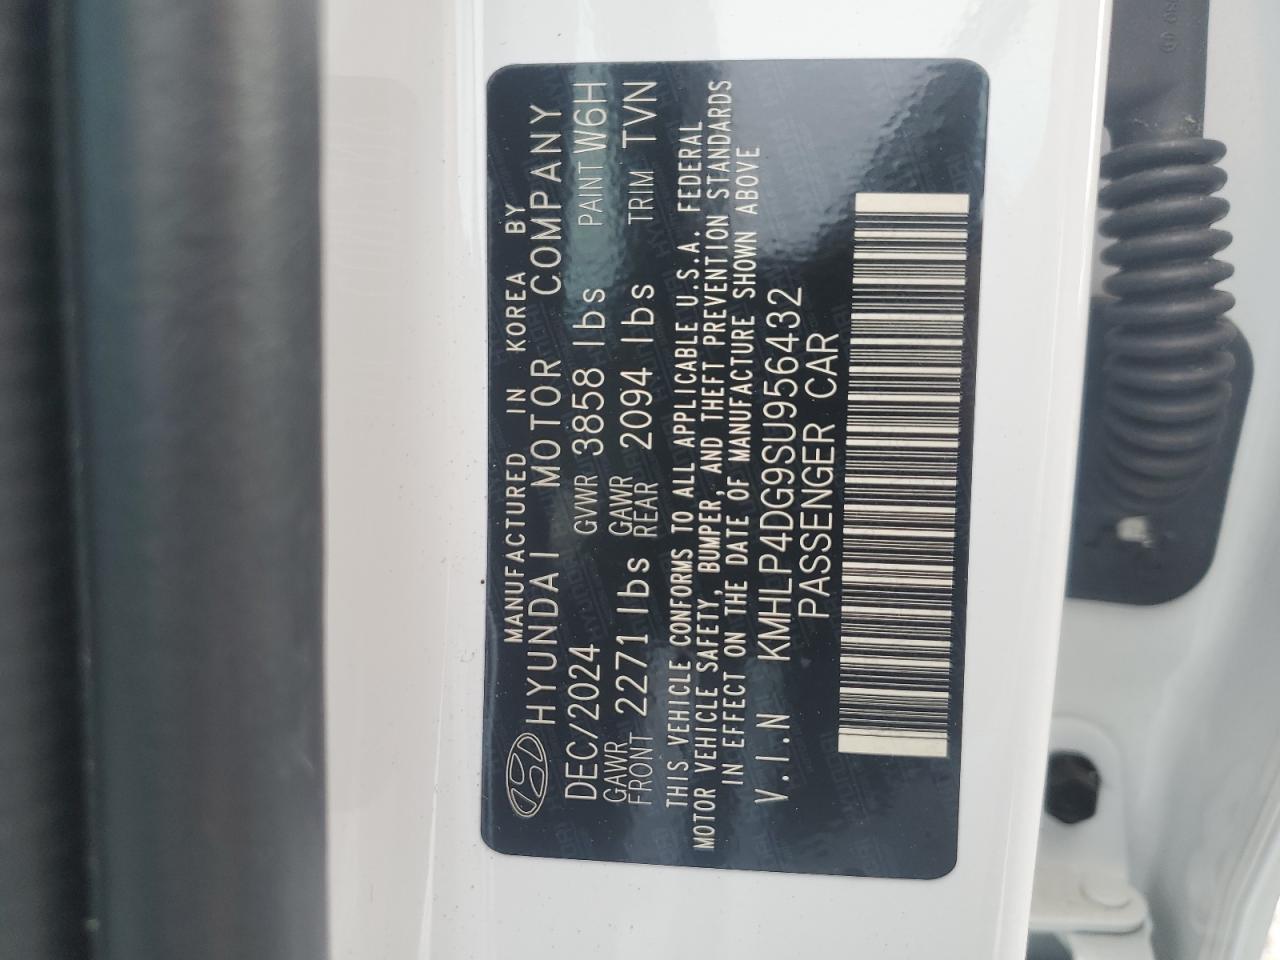 MANUFACTURED IN KOREA BY
HYUNDAI MOTOR COMPANY
DEC/2024 GVWR 3858 lbs PAINT W6H
GAWR FRONT 2271 lbs GAWR REAR 2094 lbs TRIM TVN
THIS VEHICLE CONFORMS TO ALL APPLICABLE U.S.A. FEDERAL
MOTOR VEHICLE SAFETY, BUMPER, AND THEFT PREVENTION STANDARDS
IN EFFECT ON THE DATE OF MANUFACTURE SHOWN ABOVE
V.I.N KMHLP4DG9SU956432
PASSENGER CAR